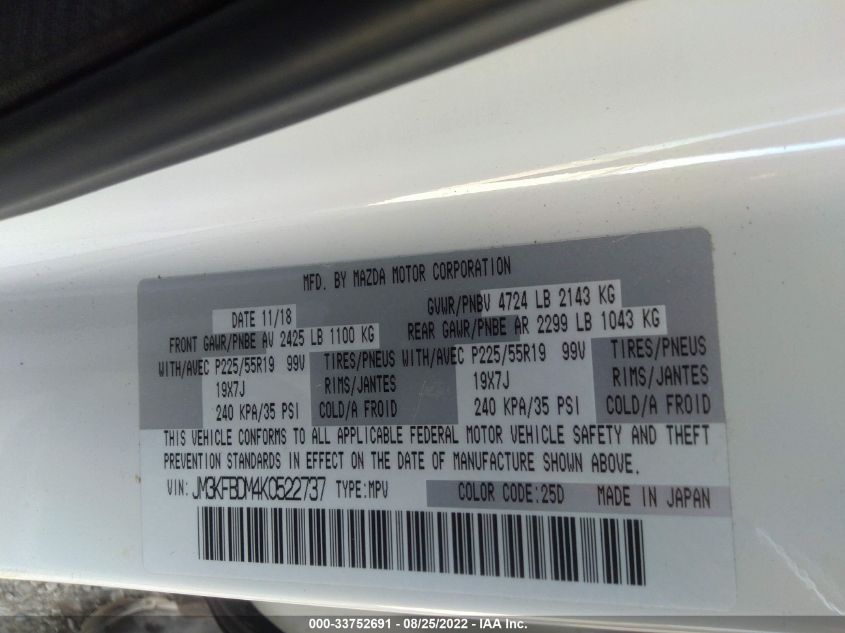 MFD. BY MAZDA MOTOR CORPORATION
DATE 11/18 GVWR/PNBV 4724 LB 2143 KG
FRONT GAWR/PNBE AV 2425 LB 1100 KG REAR GAWR/PNBE AR 2299 LB 1043 KG
WITH/AVEC P225/55R19 99V TIRES/PNEUS WITH/AVEC P225/55R19 99V TIRES/PNEUS
19X7J RIMS/JANTES 19X7J RIMS/JANTES
240 KPA/35 PSI COLD/A FROID 240 KPA/35 PSI COLD/A FROID
THIS VEHICLE CONFORMS TO ALL APPLICABLE FEDERAL MOTOR VEHICLE SAFETY AND THEFT
PREVENTION STANDARDS IN EFFECT ON THE DATE OF MANUFACTURE SHOWN ABOVE.
VIN: JM3KFBDM4K0522737 TYPE:MPV COLOR CODE:25D MADE IN JAPAN
000-33752691 - 08/25/2022 - IAA Inc.